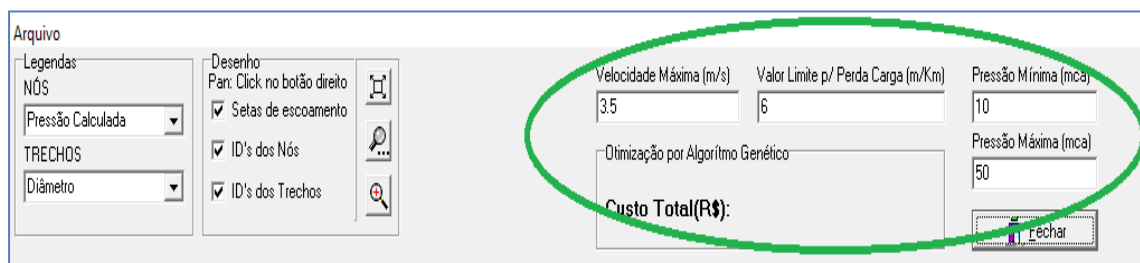 Arquivo
Legendas
NÓS
Pressão Calculada
TRECHOS
Diâmetro
Desenho
Pan: Click no botão direito
Setas de escoamento
ID's dos Nós
ID's dos Trechos
Velocidade Máxima (m/s)
3.5
Valor Limite p/ Perda Carga (m/Km)
6
Pressão Mínima (mca)
10
Pressão Máxima (mca)
50
Otimização por Algorítmo Genético
Custo Total(R$):
Fechar